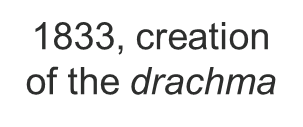 1833, creation
of the drachma